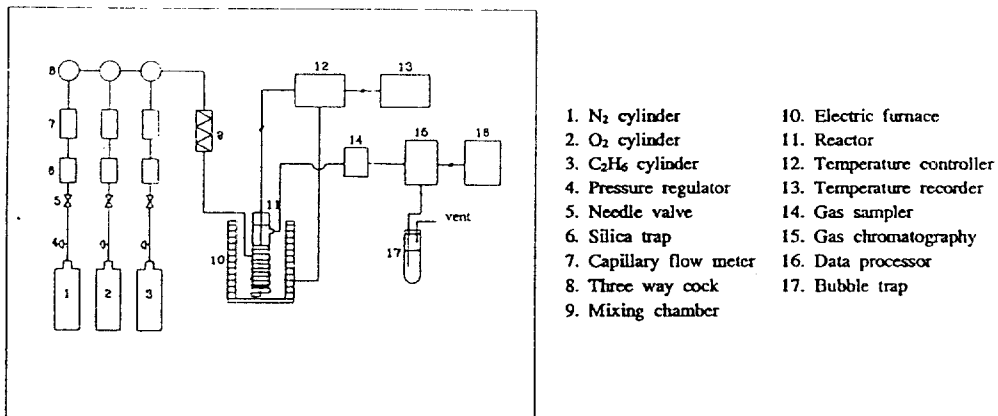 8
7
6
5
4
1
2
3
9
10
11
12
13
14
15
16
17
vent
1. N₂ cylinder
2. O₂ cylinder
3. C₂H₆ cylinder
4. Pressure regulator
5. Needle valve
6. Silica trap
7. Capillary flow meter
8. Three way cock
9. Mixing chamber
10. Electric furnace
11. Reactor
12. Temperature controller
13. Temperature recorder
14. Gas sampler
15. Gas chromatography
16. Data processor
17. Bubble trap